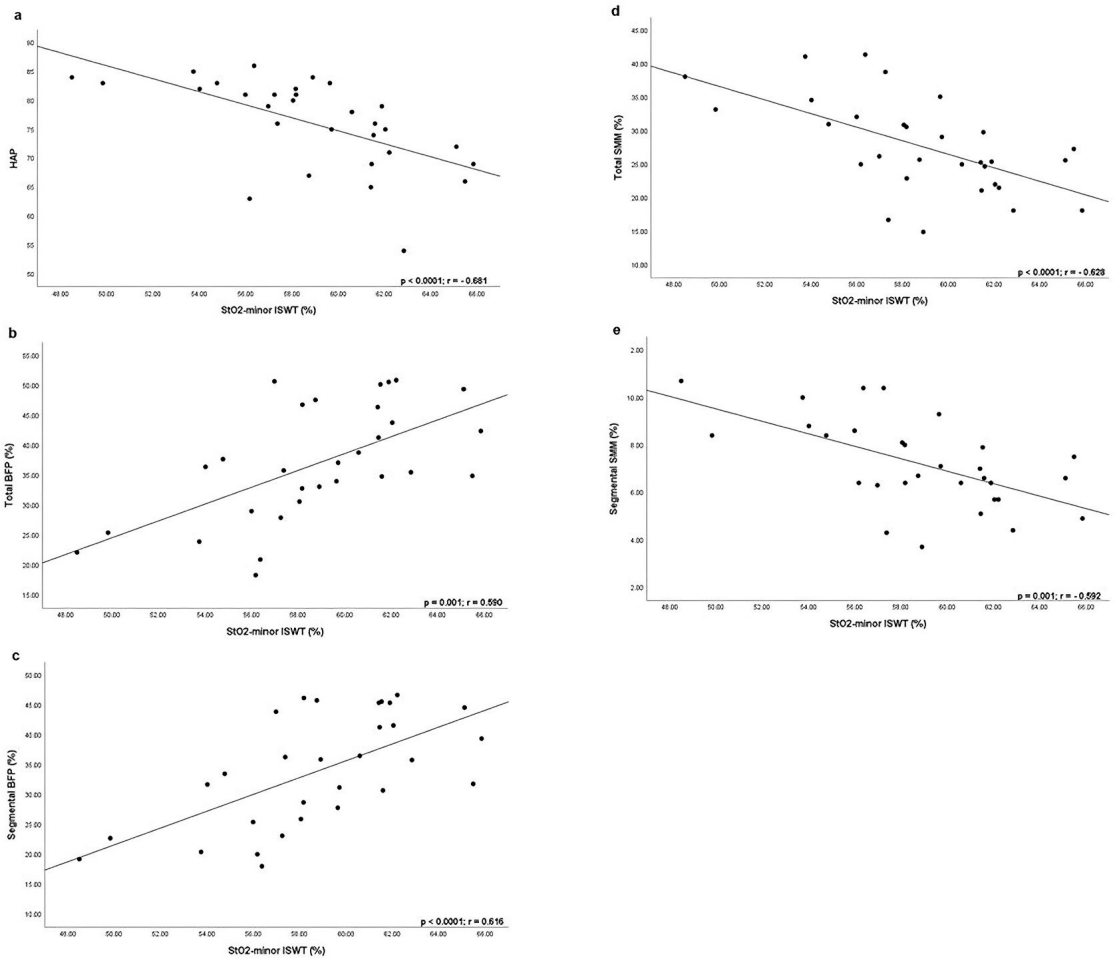 a
90
85
80
75
70
65
60
55
50
HAP
p < 0.0001; r = - 0.681
48.00 50.00 52.00 54.00 56.00 58.00 60.00 62.00 64.00 66.00
StO2-minor ISWT (%)
b
55.00
50.00
45.00
40.00
35.00
30.00
25.00
20.00
15.00
Total BFP (%)
p = 0.001; r = 0.590
48.00 50.00 52.00 54.00 56.00 58.00 60.00 62.00 64.00 66.00
StO2-minor ISWT (%)
c
50.00
45.00
40.00
35.00
30.00
25.00
20.00
15.00
10.00
Segmental BFP (%)
p < 0.0001; r = 0.616
48.00 50.00 52.00 54.00 56.00 58.00 60.00 62.00 64.00 66.00
StO2-minor ISWT (%)
d
45.00
40.00
35.00
30.00
25.00
20.00
15.00
10.00
Total SMM (%)
p < 0.0001; r = - 0.628
48.00 50.00 52.00 54.00 56.00 58.00 60.00 62.00 64.00 66.00
StO2-minor ISWT (%)
e
2.00
10.00
8.00
6.00
4.00
2.00
Segmental SMM (%)
p = 0.001; r = - 0.592
48.00 50.00 52.00 54.00 56.00 58.00 60.00 62.00 64.00 66.00
StO2-minor ISWT (%)